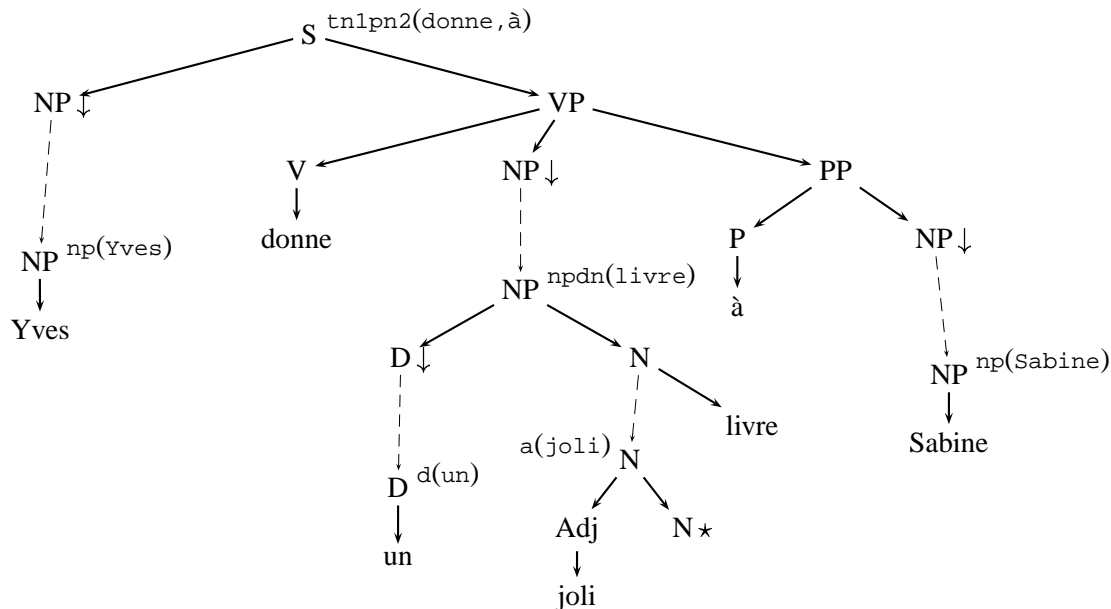 S tn1pn2(donne,à)
NP↓ VP
V NP↓ PP
donne P NP↓
NP np(Yves) NP npdn(livre) à
Yves D↓ N NP np(Sabine)
livre Sabine
a(joli) N
D d(un) Adj N⋆
un joli